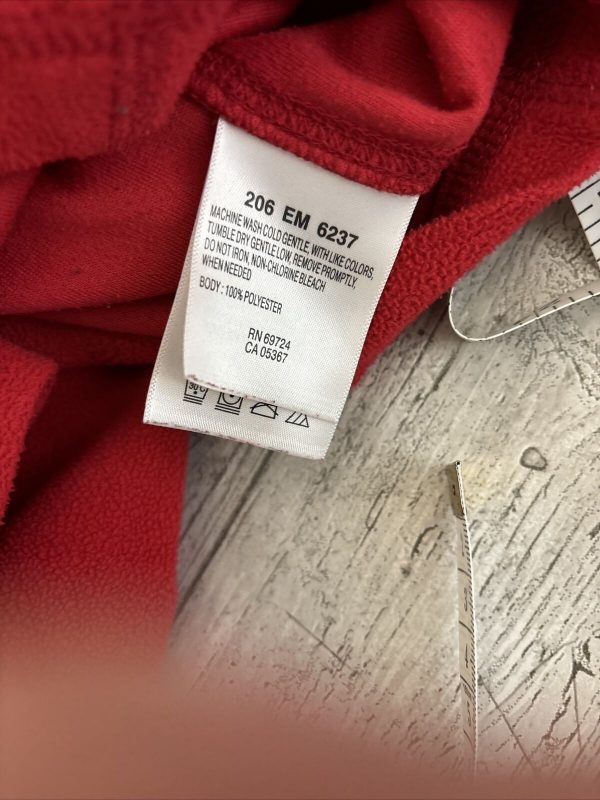 206 EM 6237
MACHINE WASH COLD GENTLE, WITH LIKE COLORS
TUMBLE DRY GENTLE LOW, REMOVE PROMPTLY,
DO NOT IRON, NON-CHLORINE BLEACH
WHEN NEEDED
BODY : 100% POLYESTER
RN 69724
CA 05367
30°C